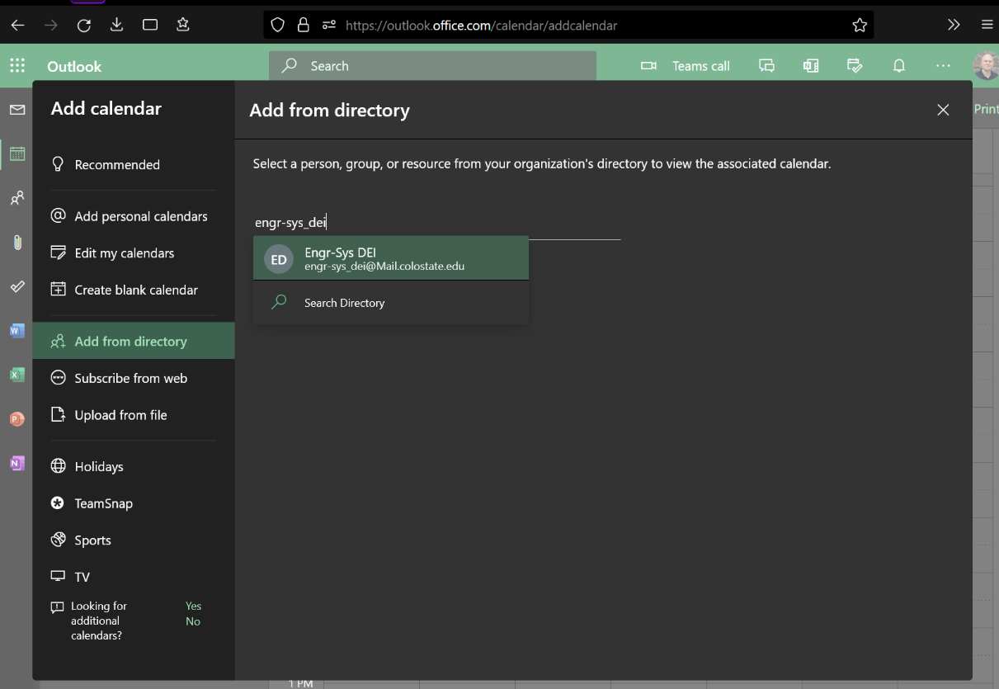 https://outlook.office.com/calendar/addcalendar
Outlook
Search
Teams call
Print
Add calendar
Recommended
Add personal calendars
Edit my calendars
Create blank calendar
Add from directory
Subscribe from web
Upload from file
Holidays
TeamSnap
Sports
TV
Looking for
additional
calendars?
Yes
No
Add from directory
Select a person, group, or resource from your organization's directory to view the associated calendar.
engr-sys_dei
ED
Engr-Sys DEI
engr-sys_dei@Mail.colostate.edu
Search Directory
1 PM